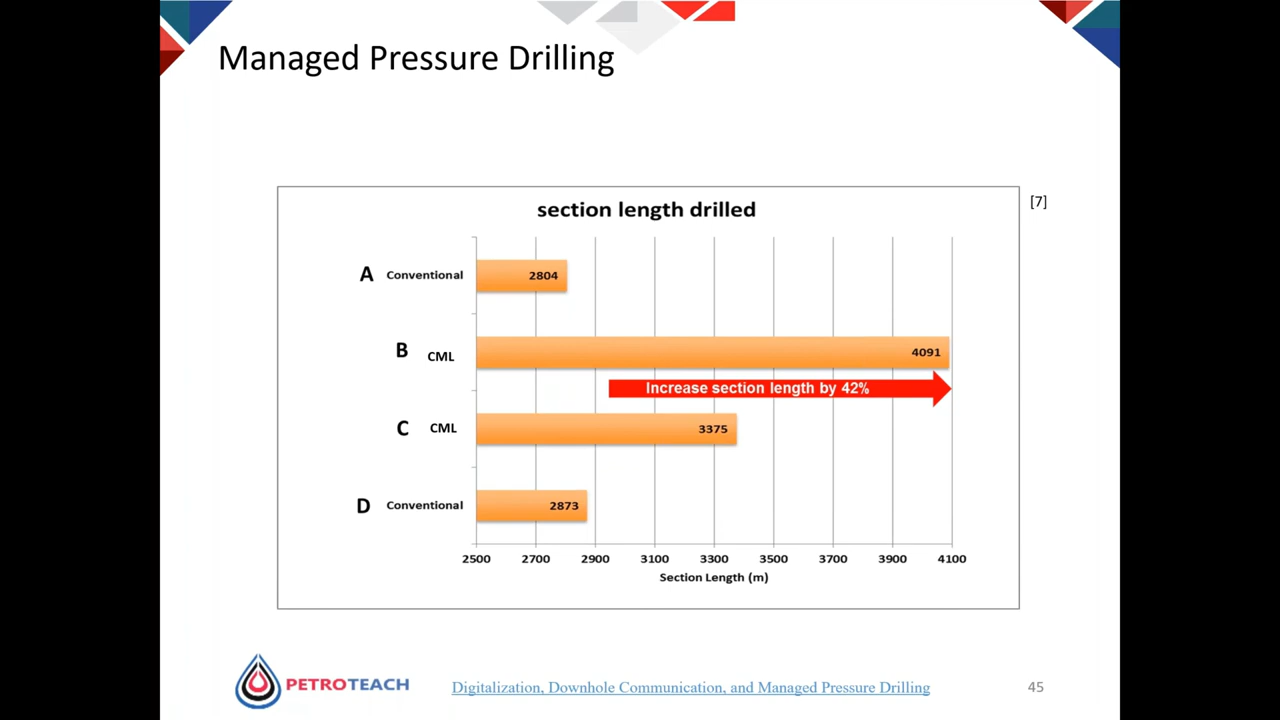 Managed Pressure Drilling
[7]
section length drilled
A Conventional 2804
B CML 4091
Increase section length by 42%
C CML 3375
D Conventional 2873
2500 2700 2900 3100 3300 3500 3700 3900 4100
Section Length (m)
PETROTEACH
Digitalization, Downhole Communication, and Managed Pressure Drilling
45